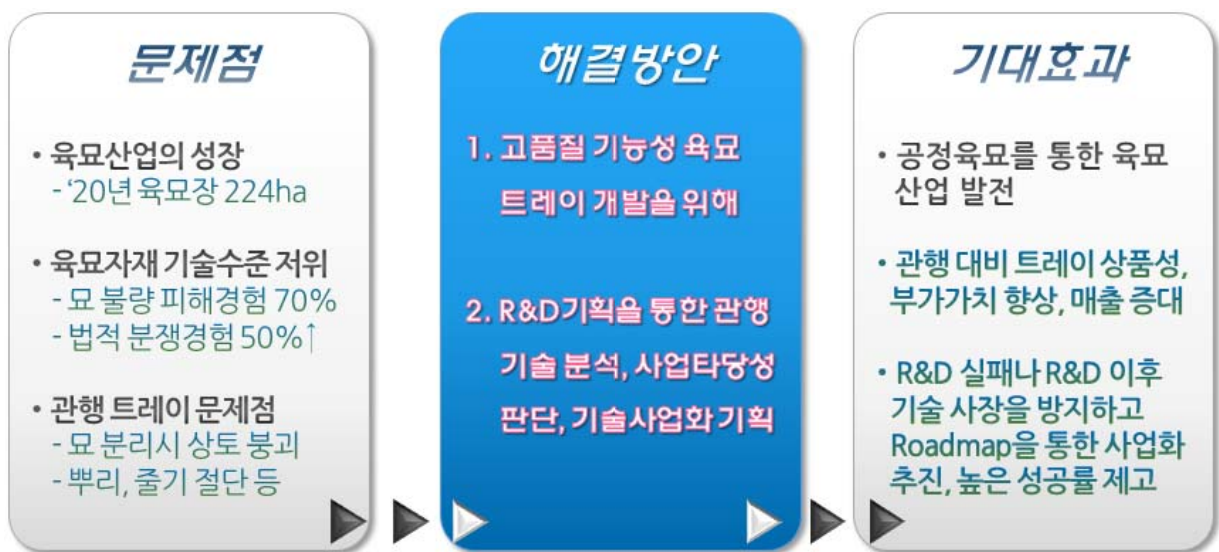 문제점
• 육묘산업의 성장
- ‘20년 육묘장 224ha
• 육묘자재 기술수준 저위
- 묘 불량 피해경험 70%
- 법적 분쟁경험 50%↑
• 관행 트레이 문제점
- 묘 분리시 상토 붕괴
- 뿌리, 줄기 절단 등
해결방안
1. 고품질 기능성 육묘
트레이 개발을 위해
2. R&D기획을 통한 관행
기술 분석, 사업타당성
판단, 기술사업화 기획
기대효과
• 공정육묘를 통한 육묘
산업 발전
• 관행 대비 트레이 상품성,
부가가치 향상, 매출 증대
• R&D 실패나 R&D 이후
기술 사장을 방지하고
Roadmap을 통한 사업화
추진, 높은 성공률 제고